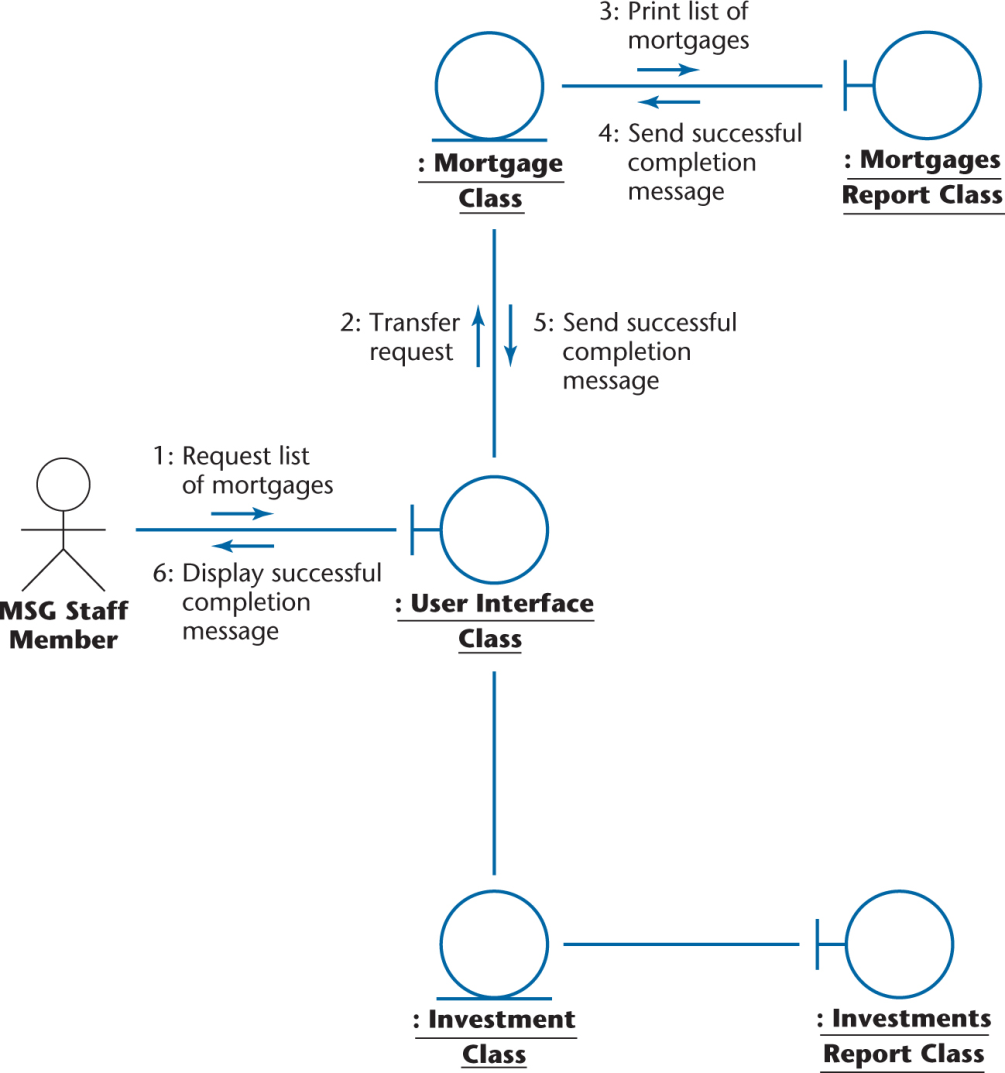 3: Print list of
mortgages
4: Send successful
completion
message
: Mortgage
Class
: Mortgages
Report Class
2: Transfer
request
5: Send successful
completion
message
1: Request list
of mortgages
6: Display successful
completion
message
MSG Staff
Member
: User Interface
Class
: Investment
Class
: Investments
Report Class